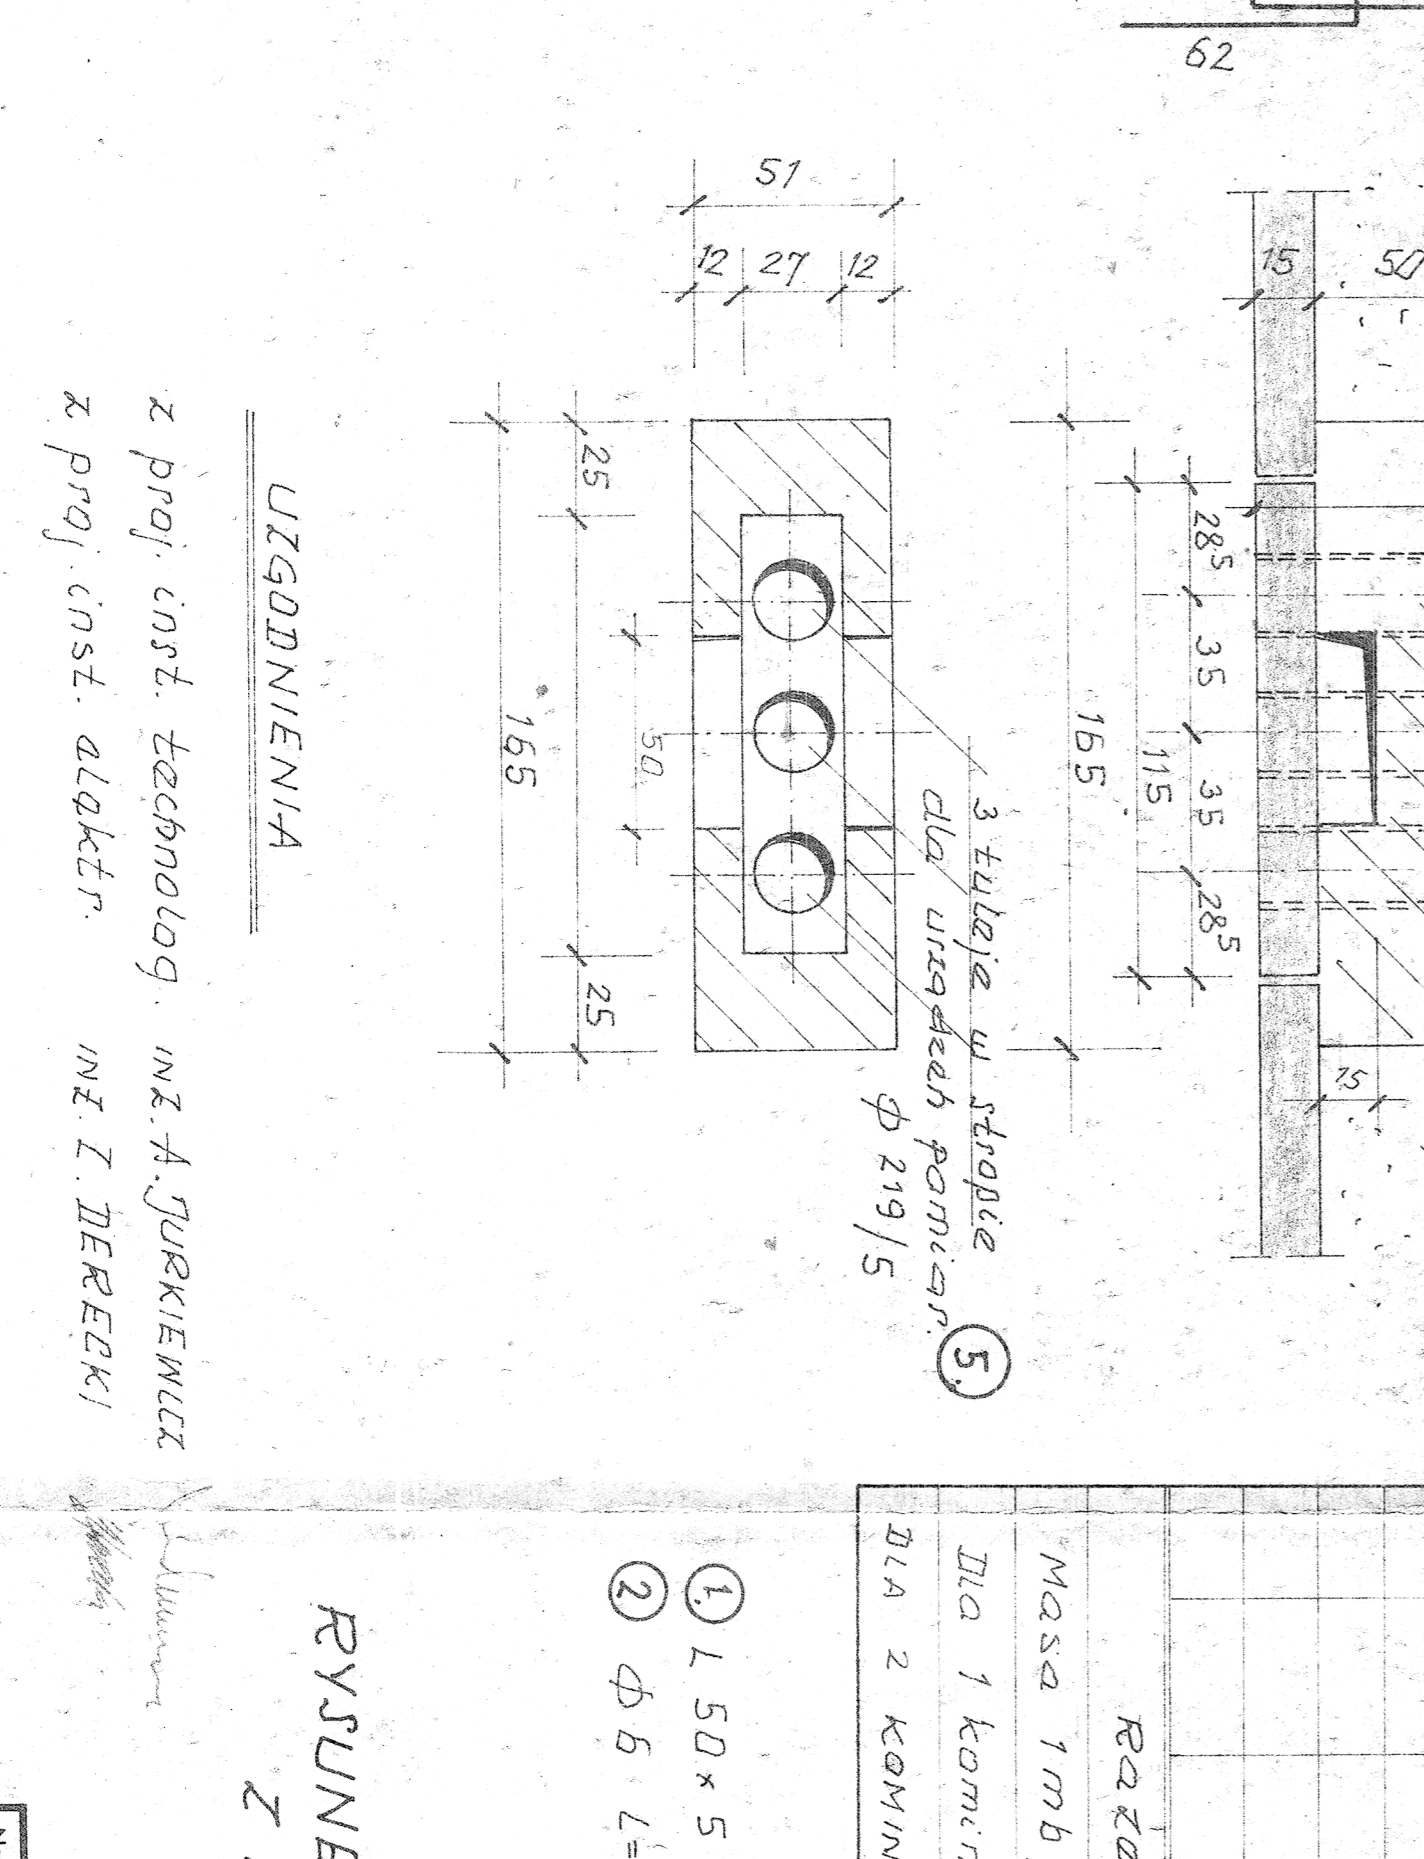 62
51
12 27 12
15
50
28⁵ 35 35 28⁵
115
165
15
25
25
50
165
3 tuleje w stropie
dla urządzeń pomiar.
Φ 219/5
5.
UZGODNIENIA
z proj. inst. technolog. INŻ. A. JURKIEWICZ
z proj. inst. elektr. INŻ. Z. DERECKI
Raze
Masa 1mb
Dla 1 komin
DLA 2 KOMIN
1. L 50×5
2 Φ6 L=
RYSUNE
Z